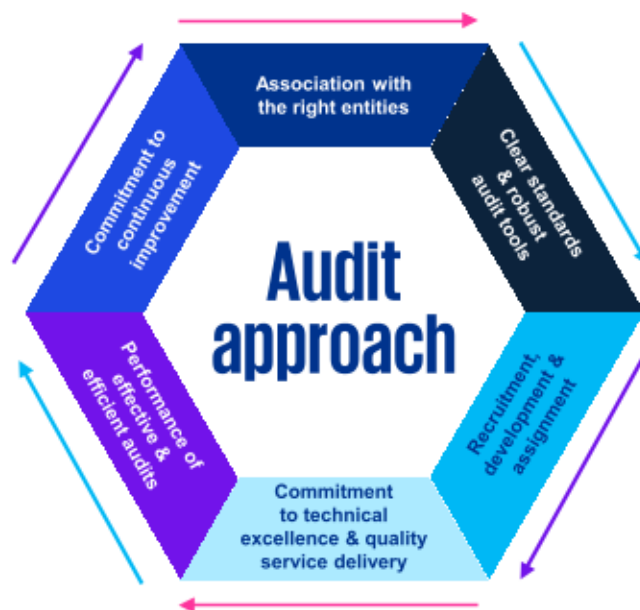 Association with
the right entities
Clear standards
& robust
audit tools
Recruitment,
development &
assignment
Commitment
to technical
excellence & quality
service delivery
Performance of
effective &
efficient audits
Commitment to
continuous
improvement
Audit
approach